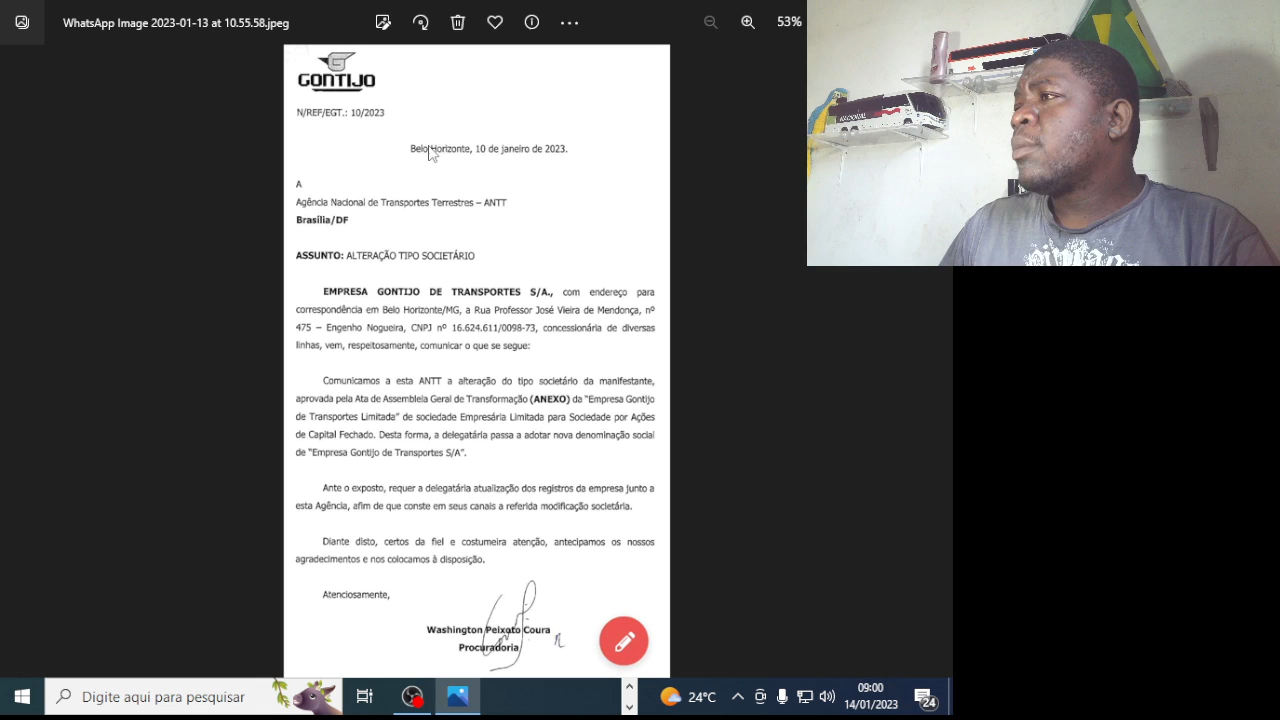 WhatsApp Image 2023-01-13 at 10.55.58.jpeg
53%
GONTIJO
N/REF/EGT.: 10/2023
Belo Horizonte, 10 de janeiro de 2023.
A
Agência Nacional de Transportes Terrestres – ANTT
Brasília/DF
ASSUNTO: ALTERAÇÃO TIPO SOCIETÁRIO
EMPRESA GONTIJO DE TRANSPORTES S/A., com endereço para
correspondência em Belo Horizonte/MG, a Rua Professor José Vieira de Mendonça, nº
475 – Engenho Nogueira, CNPJ nº 16.624.611/0098-73, concessionária de diversas
linhas, vem, respeitosamente, comunicar o que se segue:
Comunicamos a esta ANTT a alteração do tipo societário da manifestante,
aprovada pela Ata de Assembleia Geral de Transformação (ANEXO) da “Empresa Gontijo
de Transportes Limitada” de sociedade Empresária Limitada para Sociedade por Ações
de Capital Fechado. Desta forma, a delegatária passa a adotar nova denominação social
de “Empresa Gontijo de Transportes S/A”.
Ante o exposto, requer a delegatária atualização dos registros da empresa junto a
esta Agência, afim de que conste em seus canais a referida modificação societária.
Diante disto, certos da fiel e costumeira atenção, antecipamos os nossos
agradecimentos e nos colocamos à disposição.
Atenciosamente,
Washington Peixoto Coura
Procuradoria
NACIONAL
Digite aqui para pesquisar
24°C
09:00
14/01/2023
24